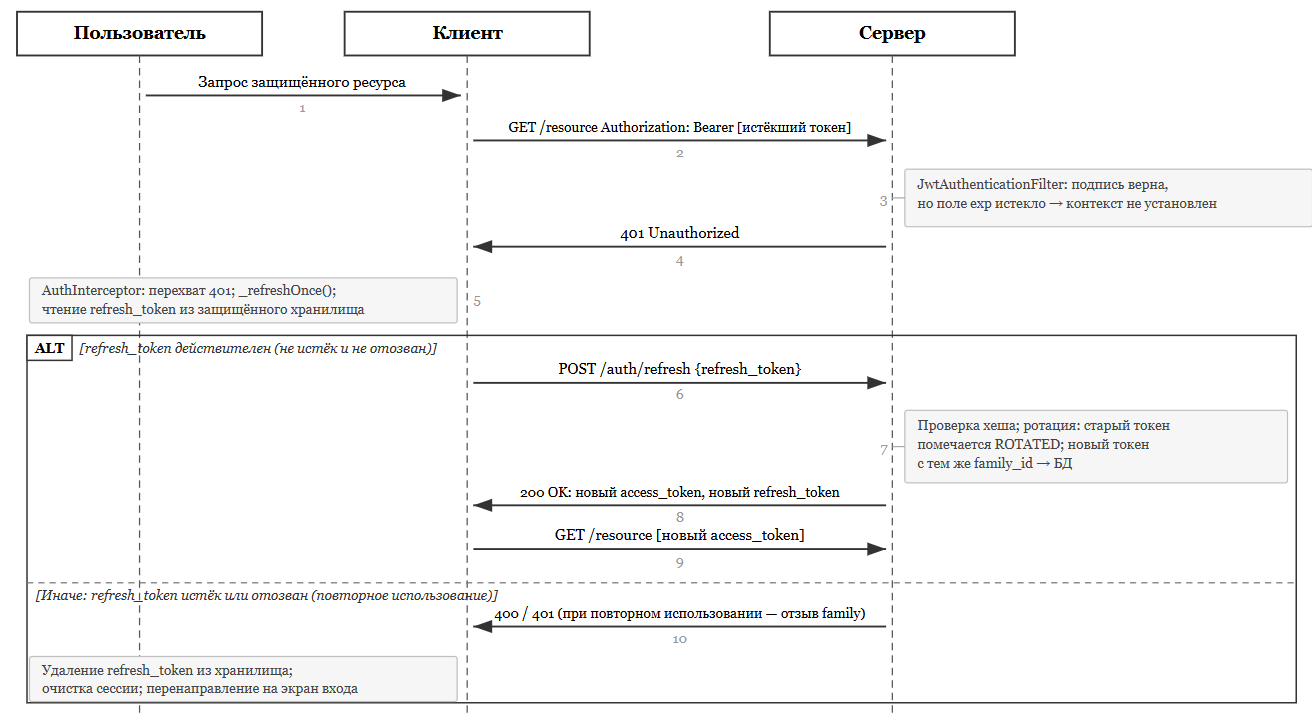 Пользователь
Клиент
Сервер
Запрос защищённого ресурса
1
GET /resource Authorization: Bearer [истёкший токен]
2
JwtAuthenticationFilter: подпись верна,
но поле exp истекло → контекст не установлен
3
401 Unauthorized
4
AuthInterceptor: перехват 401; _refreshOnce();
чтение refresh_token из защищённого хранилища
5
ALT
[refresh_token действителен (не истёк и не отозван)]
POST /auth/refresh {refresh_token}
6
Проверка хеша; ротация: старый токен
помечается ROTATED; новый токен
с тем же family_id → БД
7
200 OK: новый access_token, новый refresh_token
8
GET /resource [новый access_token]
9
[Иначе: refresh_token истёк или отозван (повторное использование)]
400 / 401 (при повторном использовании — отзыв family)
10
Удаление refresh_token из хранилища;
очистка сессии; перенаправление на экран входа